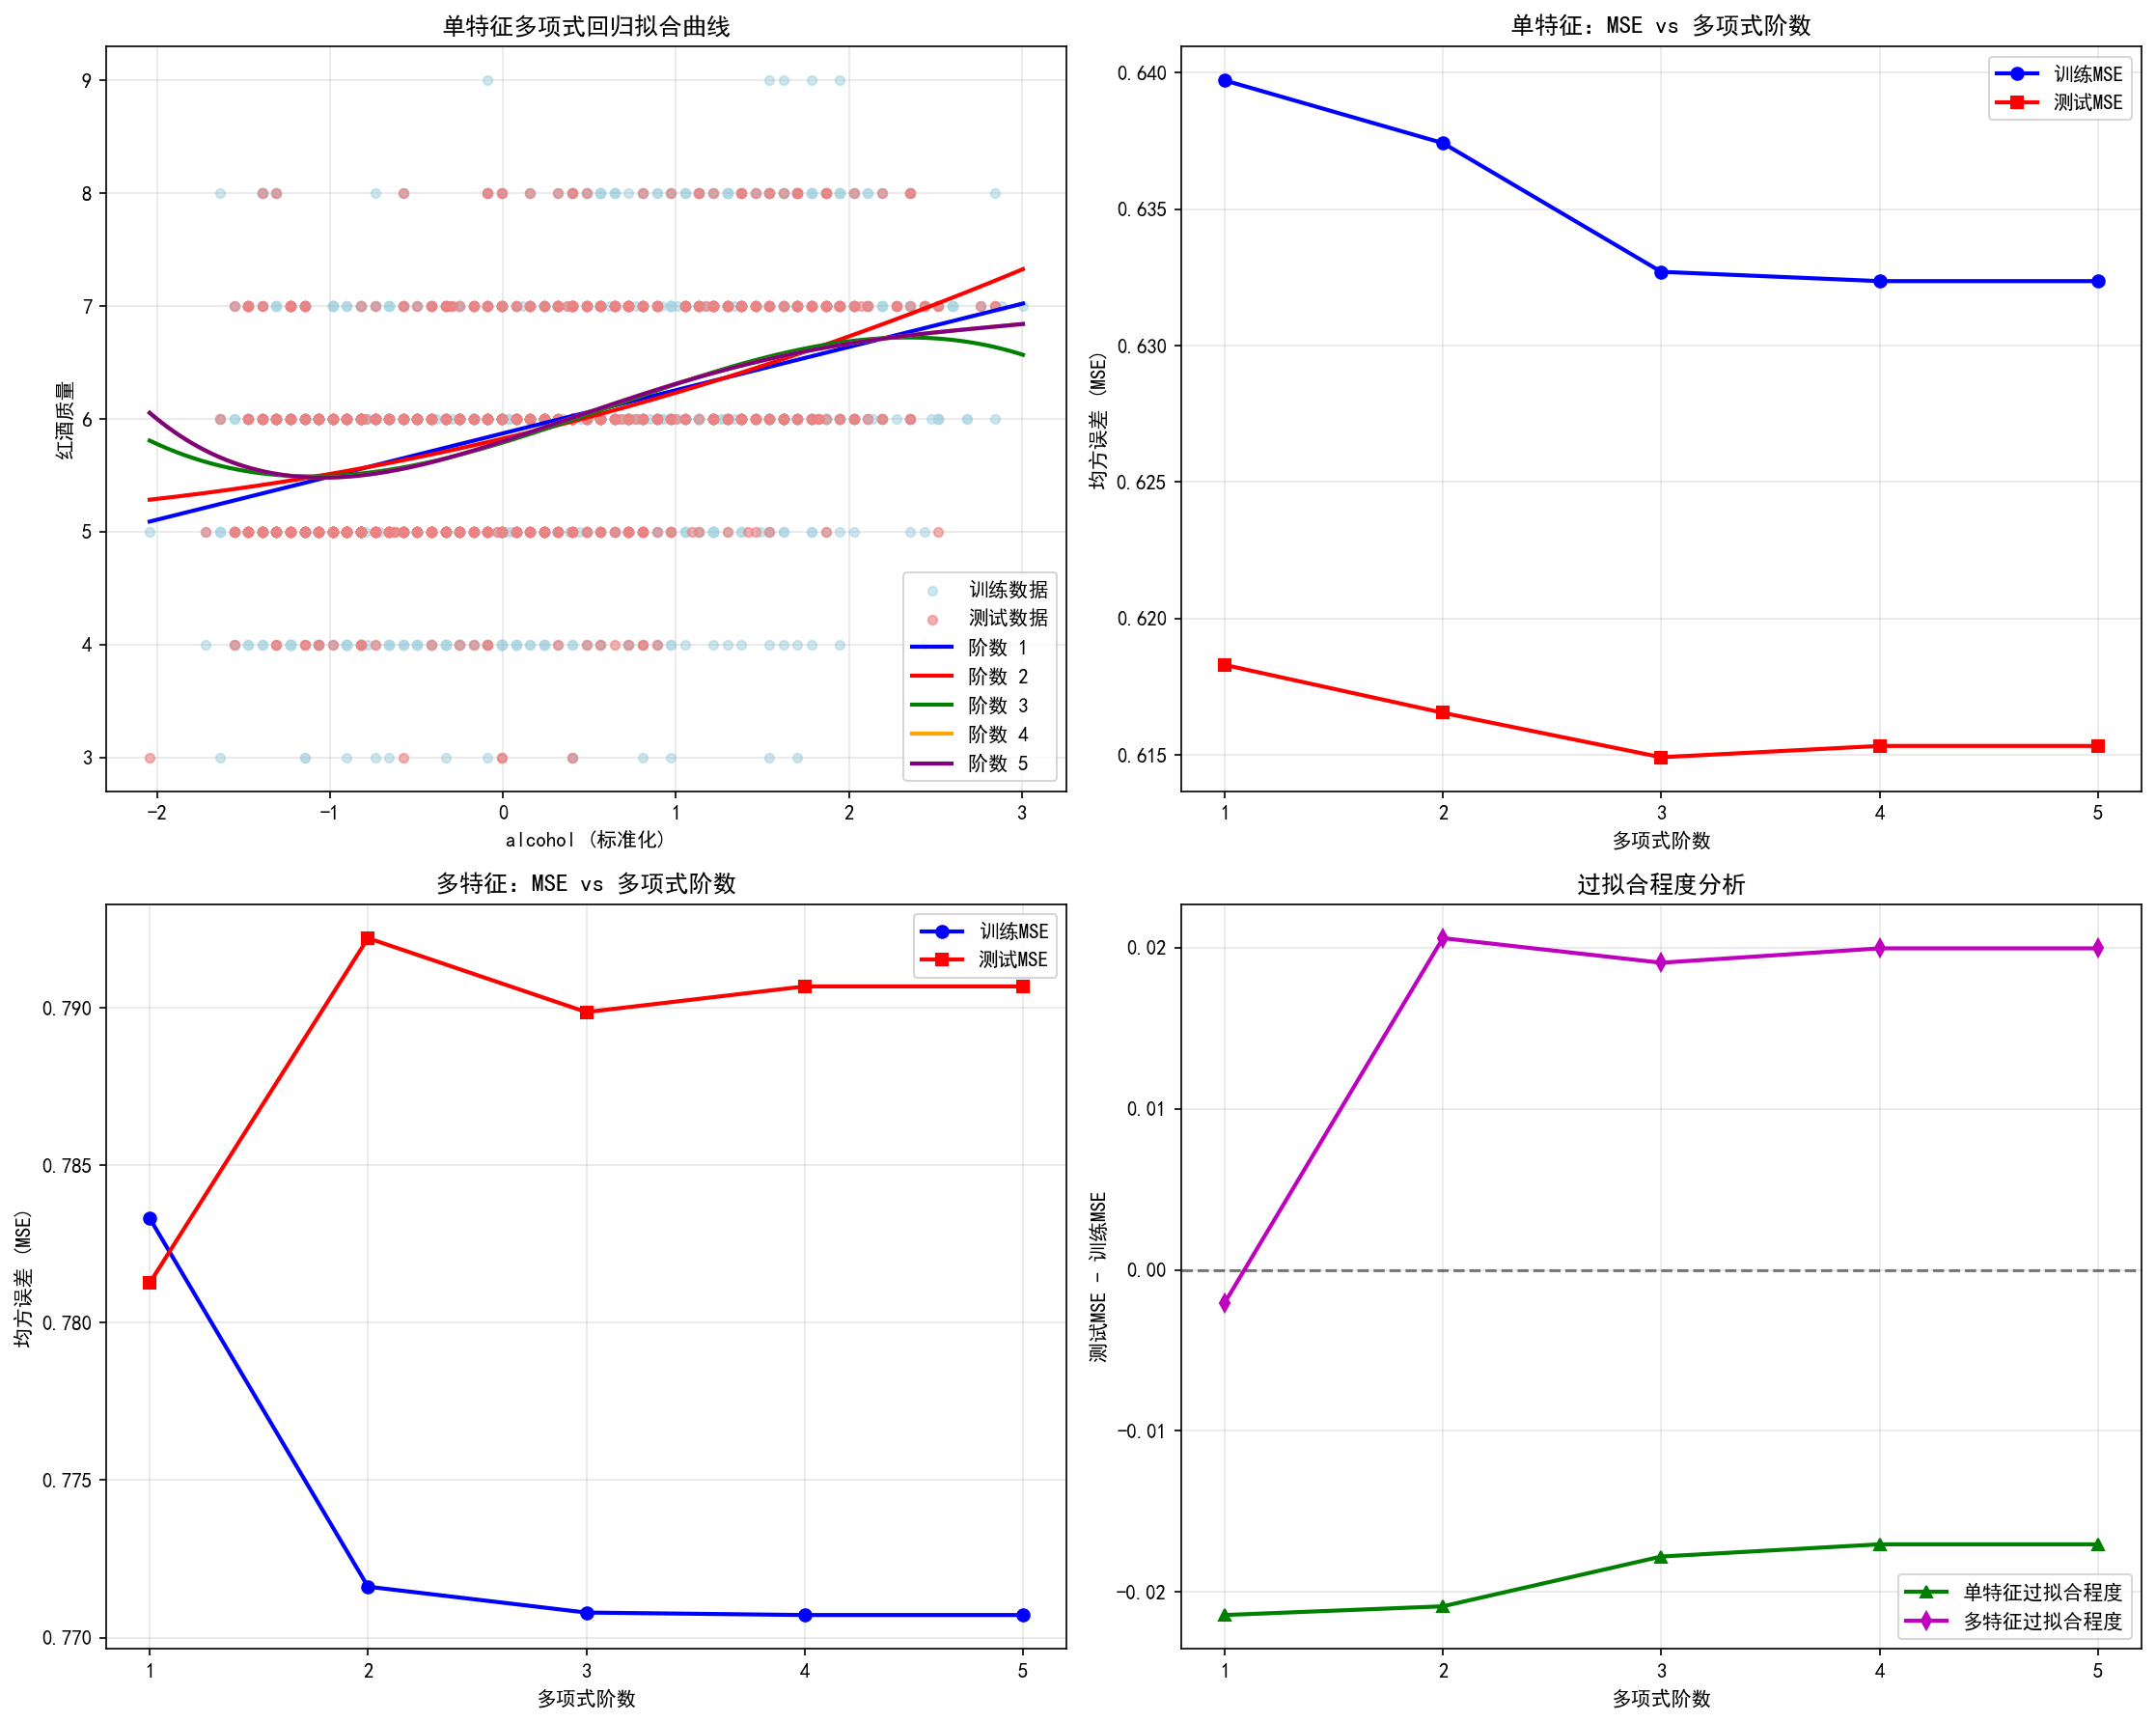 单特征多项式回归拟合曲线
9
8
7
6
5
4
3
红酒质量
训练数据
测试数据
阶数 1
阶数 2
阶数 3
阶数 4
阶数 5
-2
-1
0
1
2
3
alcohol (标准化)
单特征: MSE vs 多项式阶数
训练MSE
测试MSE
0.640
0.635
0.630
0.625
0.620
0.615
均方误差 (MSE)
1
2
3
4
5
多项式阶数
多特征: MSE vs 多项式阶数
训练MSE
测试MSE
0.790
0.785
0.780
0.775
0.770
均方误差 (MSE)
1
2
3
4
5
多项式阶数
过拟合程度分析
0.02
0.01
0.00
-0.01
-0.02
测试MSE - 训练MSE
单特征过拟合程度
多特征过拟合程度
1
2
3
4
5
多项式阶数